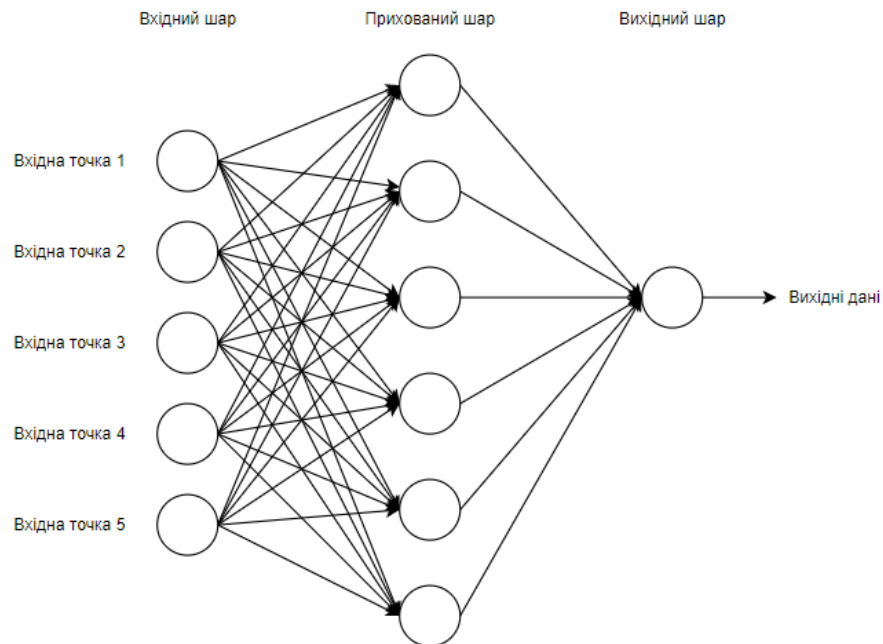 Вхідний шар
Прихований шар
Вихідний шар
Вхідна точка 1
Вхідна точка 2
Вхідна точка 3
Вхідна точка 4
Вхідна точка 5
Вихідні дані